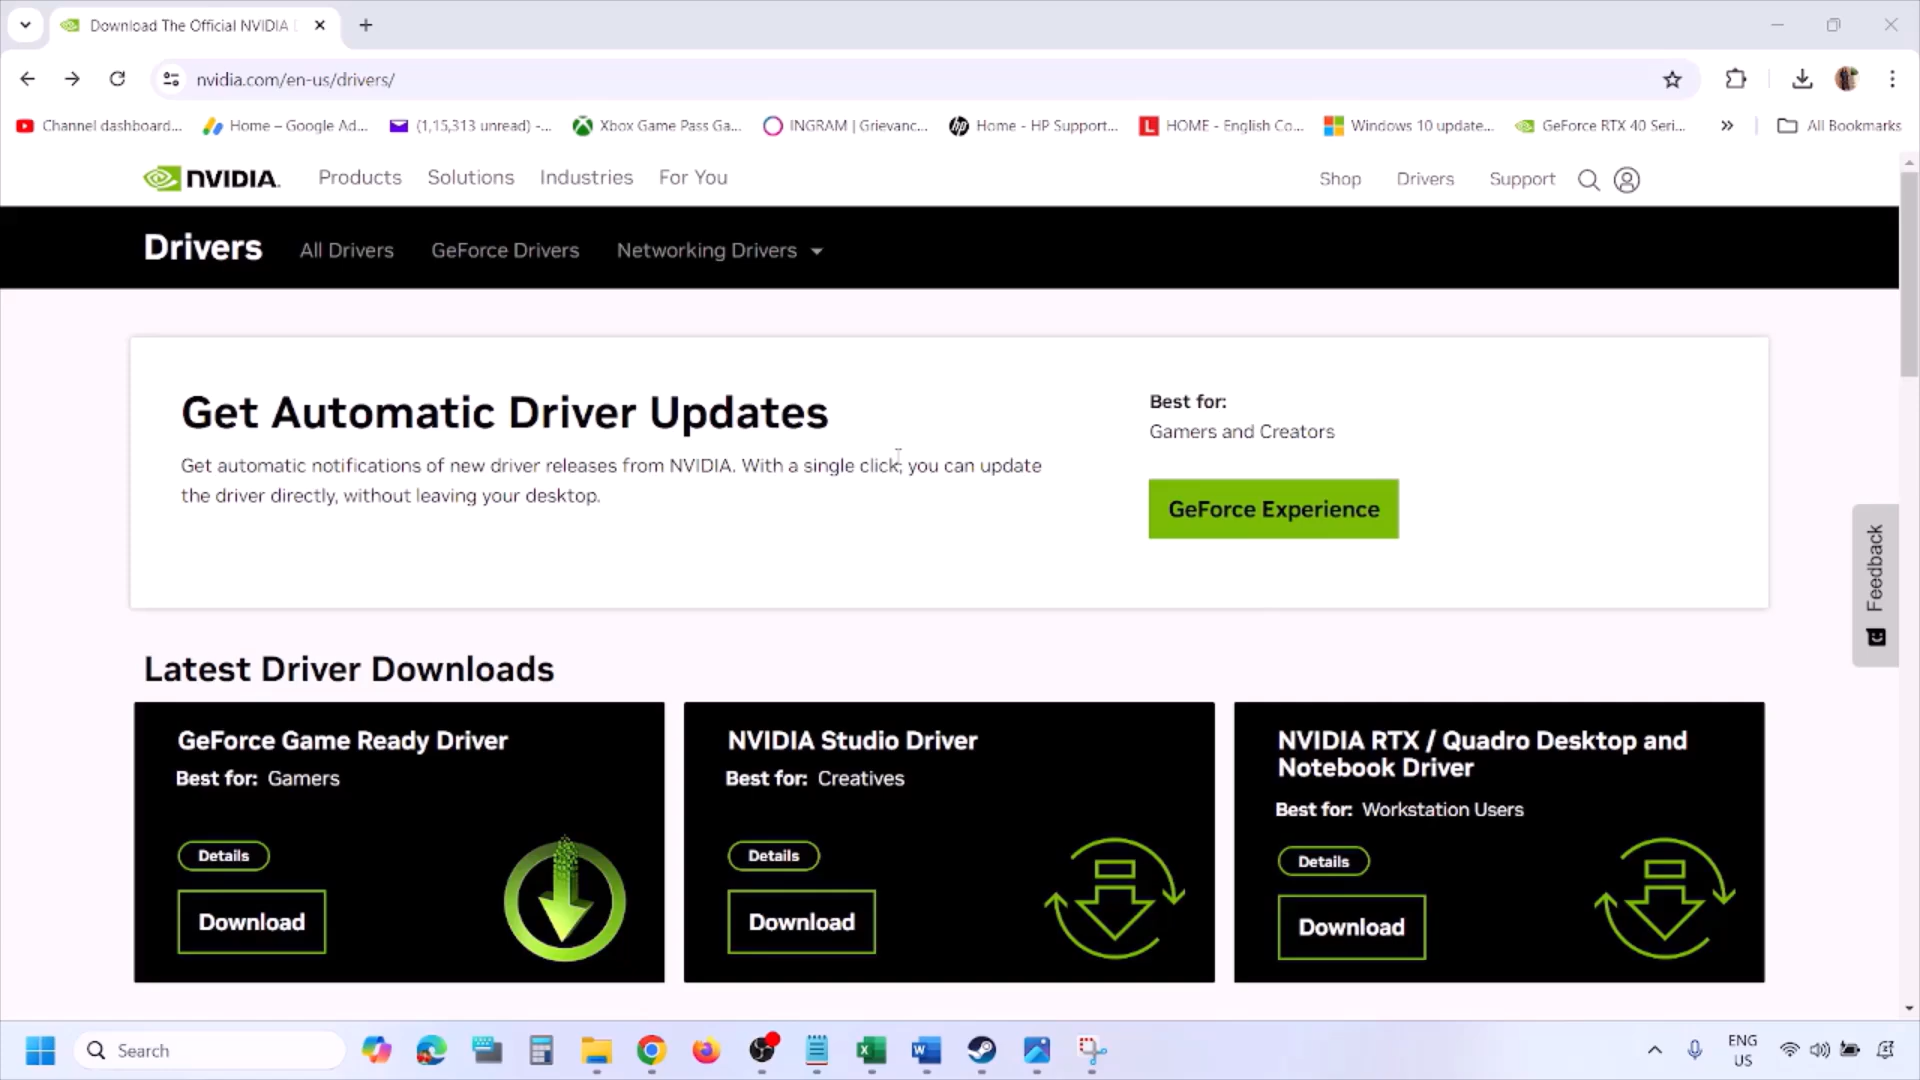 Download The Official NVIDIA
nvidia.com/en-us/drivers/
Channel dashboard...
Home – Google Ad...
(1,15,313 unread) -...
Xbox Game Pass Ga...
INGRAM | Grievanc...
Home - HP Support...
HOME - English Co...
Windows 10 update...
GeForce RTX 40 Seri...
All Bookmarks
NVIDIA.
Products
Solutions
Industries
For You
Shop
Drivers
Support
Drivers
All Drivers
GeForce Drivers
Networking Drivers
Get Automatic Driver Updates
Get automatic notifications of new driver releases from NVIDIA. With a single click, you can update
the driver directly, without leaving your desktop.
Best for:
Gamers and Creators
GeForce Experience
Feedback
Latest Driver Downloads
GeForce Game Ready Driver
Best for: Gamers
Details
Download
NVIDIA Studio Driver
Best for: Creatives
Details
Download
NVIDIA RTX / Quadro Desktop and
Notebook Driver
Best for: Workstation Users
Details
Download
Search
ENG
US